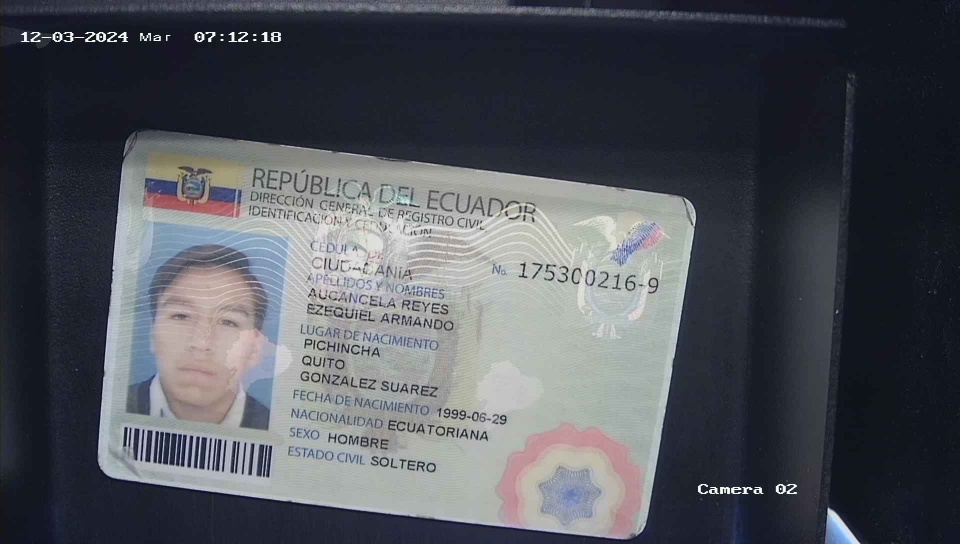 12-03-2024 Mar 07:12:18
REPÚBLICA DEL ECUADOR
DIRECCIÓN GENERAL DE REGISTRO CIVIL
IDENTIFICACIÓN Y CEDULACIÓN
CÉDULA DE
CIUDADANÍA
No. 175300216-9
APELLIDOS Y NOMBRES
AUCANCELA REYES
EZEQUIEL ARMANDO
LUGAR DE NACIMIENTO
PICHINCHA
QUITO
GONZALEZ SUAREZ
FECHA DE NACIMIENTO 1999-06-29
NACIONALIDAD ECUATORIANA
SEXO HOMBRE
ESTADO CIVIL SOLTERO
Camera 02